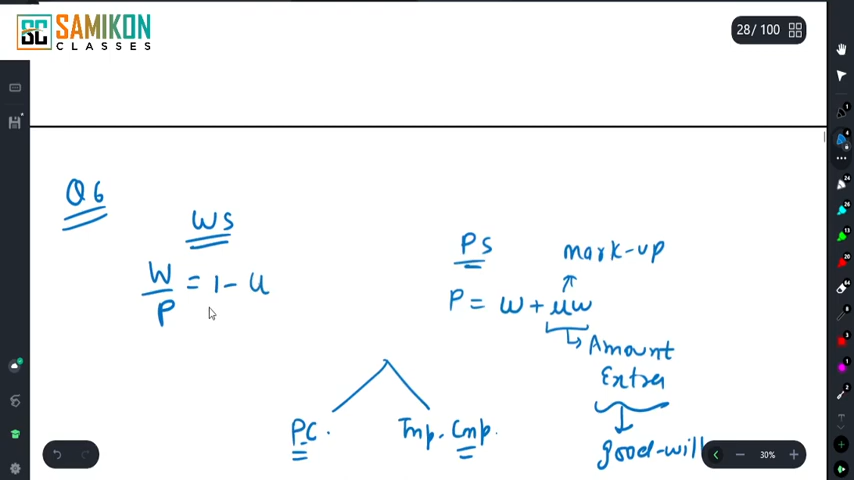 SAMIKON
CLASSES
28/100
Q6
WS
W/P = 1 - u
PS
mark-up
P = W + μW
Amount
Extra
good-will
PC.
Imp. Cmp.
30%